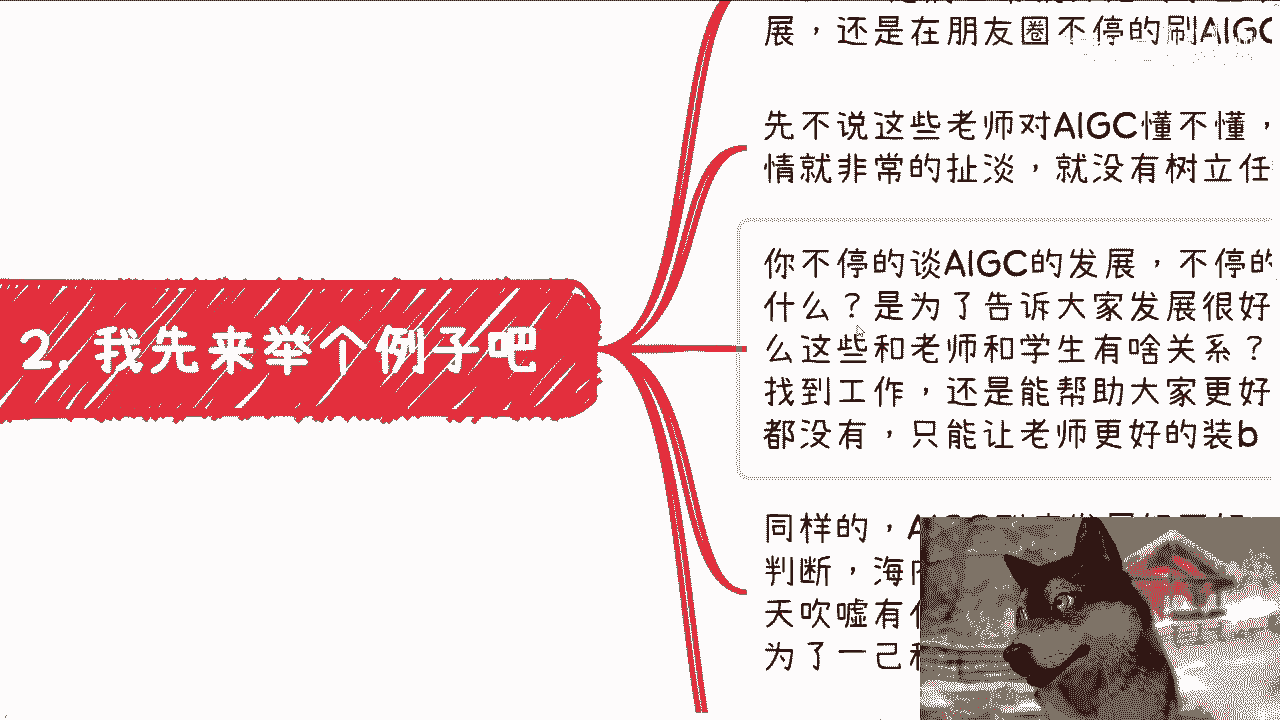 展，还是在朋友圈不停的刷AIGC
先不说这些老师对AIGC懂不懂，
情就非常的扯淡，就没有树立任
2. 我先来举个例子吧
你不停的谈AIGC的发展，不停的
什么？是为了告诉大家发展很好
么这些和老师和学生有啥关系？
找到工作，还是能帮助大家更好
都没有，只能让老师更好的装b
同样的，
判断，海
天吹嘘有
为了一己